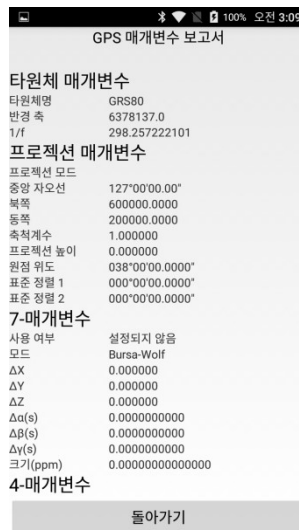 100% 오전 3:09
GPS 매개변수 보고서
타원체 매개변수
타원체명 GRS80
반경 축 6378137.0
1/f 298.257222101
프로젝션 매개변수
프로젝션 모드
중앙 자오선 127°00'00.00"
북쪽 600000.0000
동쪽 200000.0000
축척계수 1.000000
프로젝션 높이 0.000000
원점 위도 038°00'00.0000"
표준 정렬 1 000°00'00.0000"
표준 정렬 2 000°00'00.0000"
7-매개변수
사용 여부 설정되지 않음
모드 Bursa-Wolf
ΔX 0.000000
ΔY 0.000000
ΔZ 0.000000
Δα(s) 0.0000000000
Δβ(s) 0.0000000000
Δγ(s) 0.0000000000
크기(ppm) 0.00000000000000
4-매개변수
돌아가기